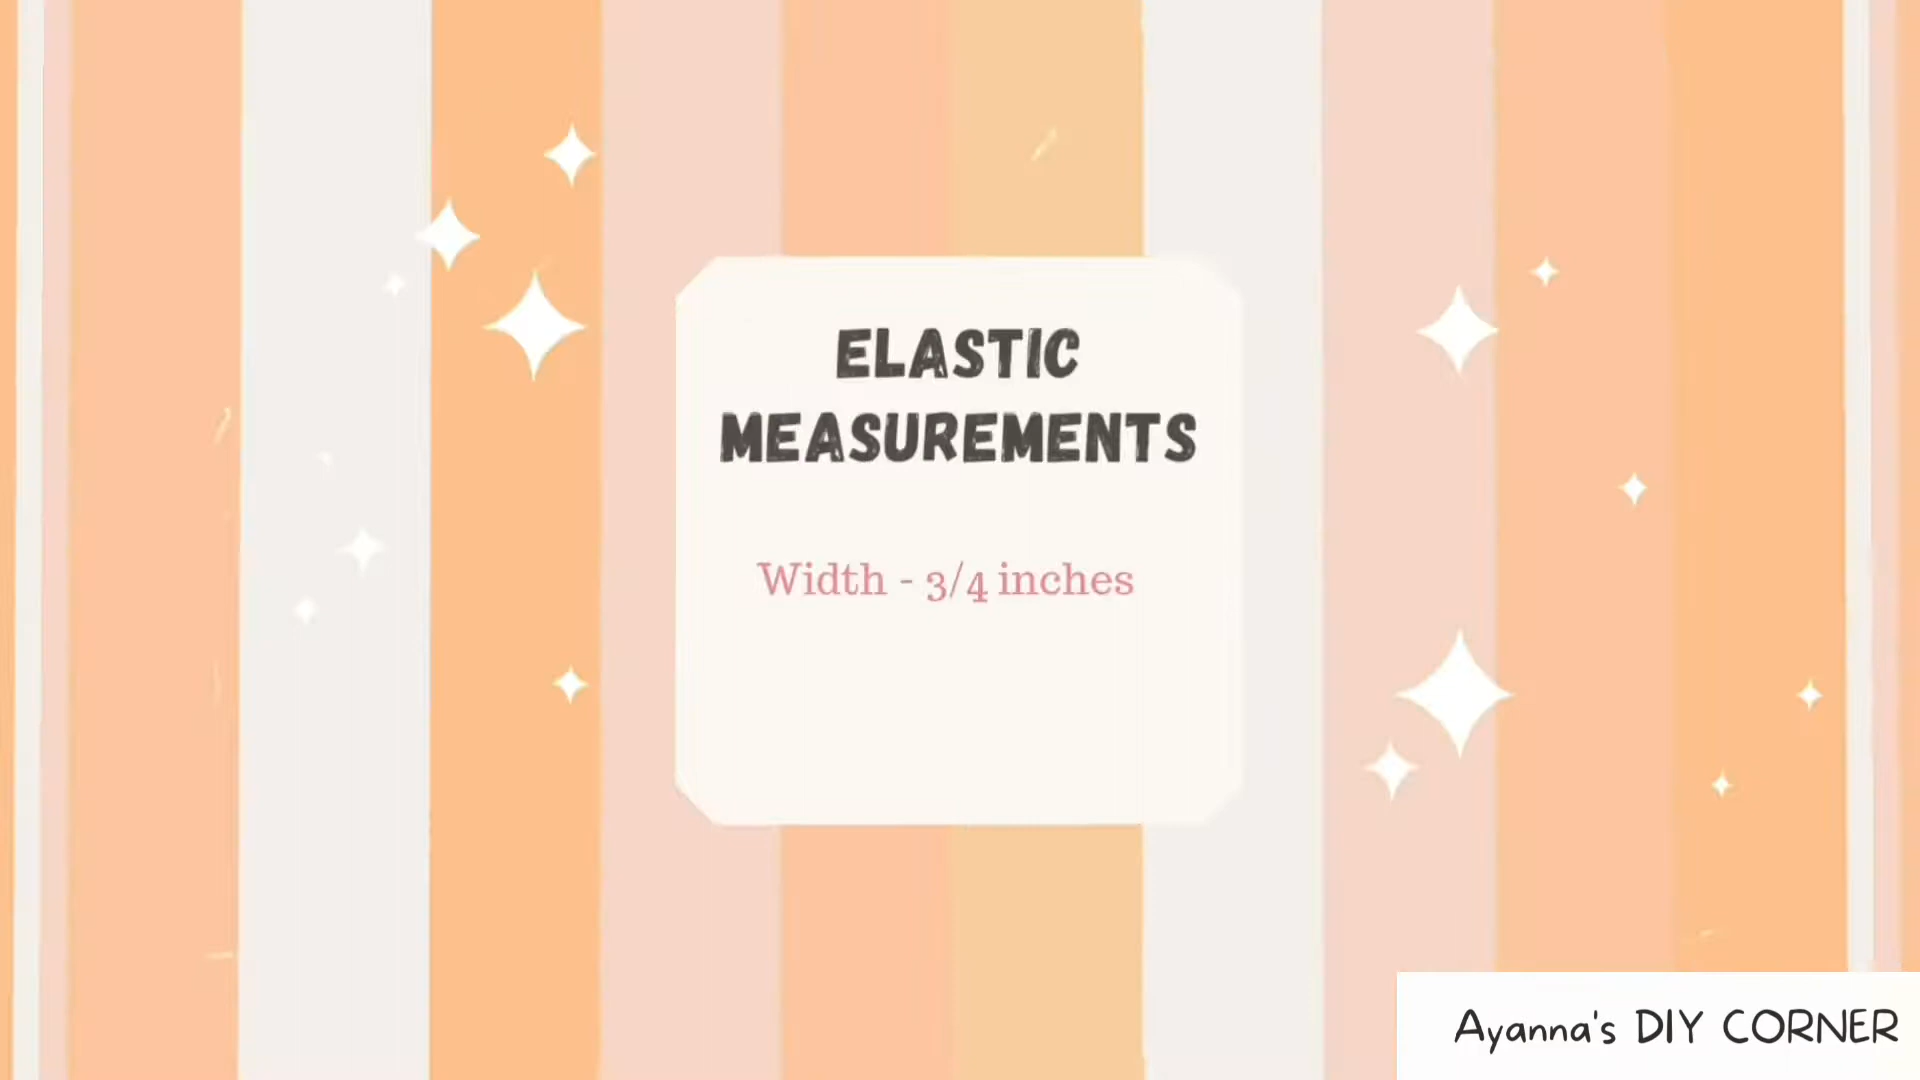 ELASTIC
MEASUREMENTS
Width - 3/4 inches
Ayanna's DIY CORNER